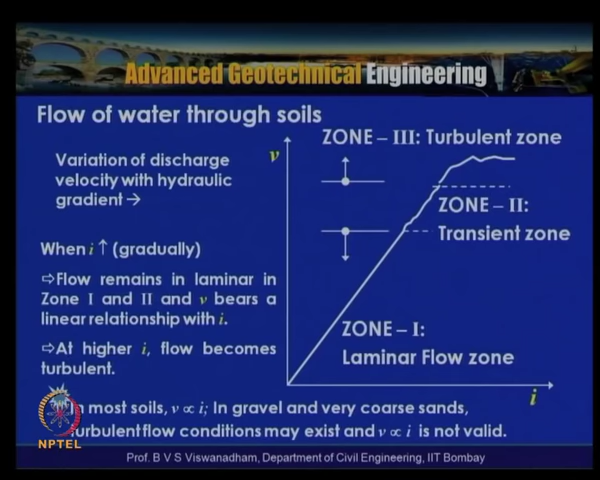 Advanced Geotechnical Engineering
Flow of water through soils
Variation of discharge
velocity with hydraulic
gradient →
When i ↑ (gradually)
⇨Flow remains in laminar in
Zone I and II and v bears a
linear relationship with i.
⇨At higher i, flow becomes
turbulent.
v
ZONE – III: Turbulent zone
ZONE – II:
Transient zone
ZONE – I:
Laminar Flow zone
i
In most soils, v ∝ i; In gravel and very coarse sands,
turbulent flow conditions may exist and v ∝ i is not valid.
NPTEL
Prof. B V S Viswanadham, Department of Civil Engineering, IIT Bombay